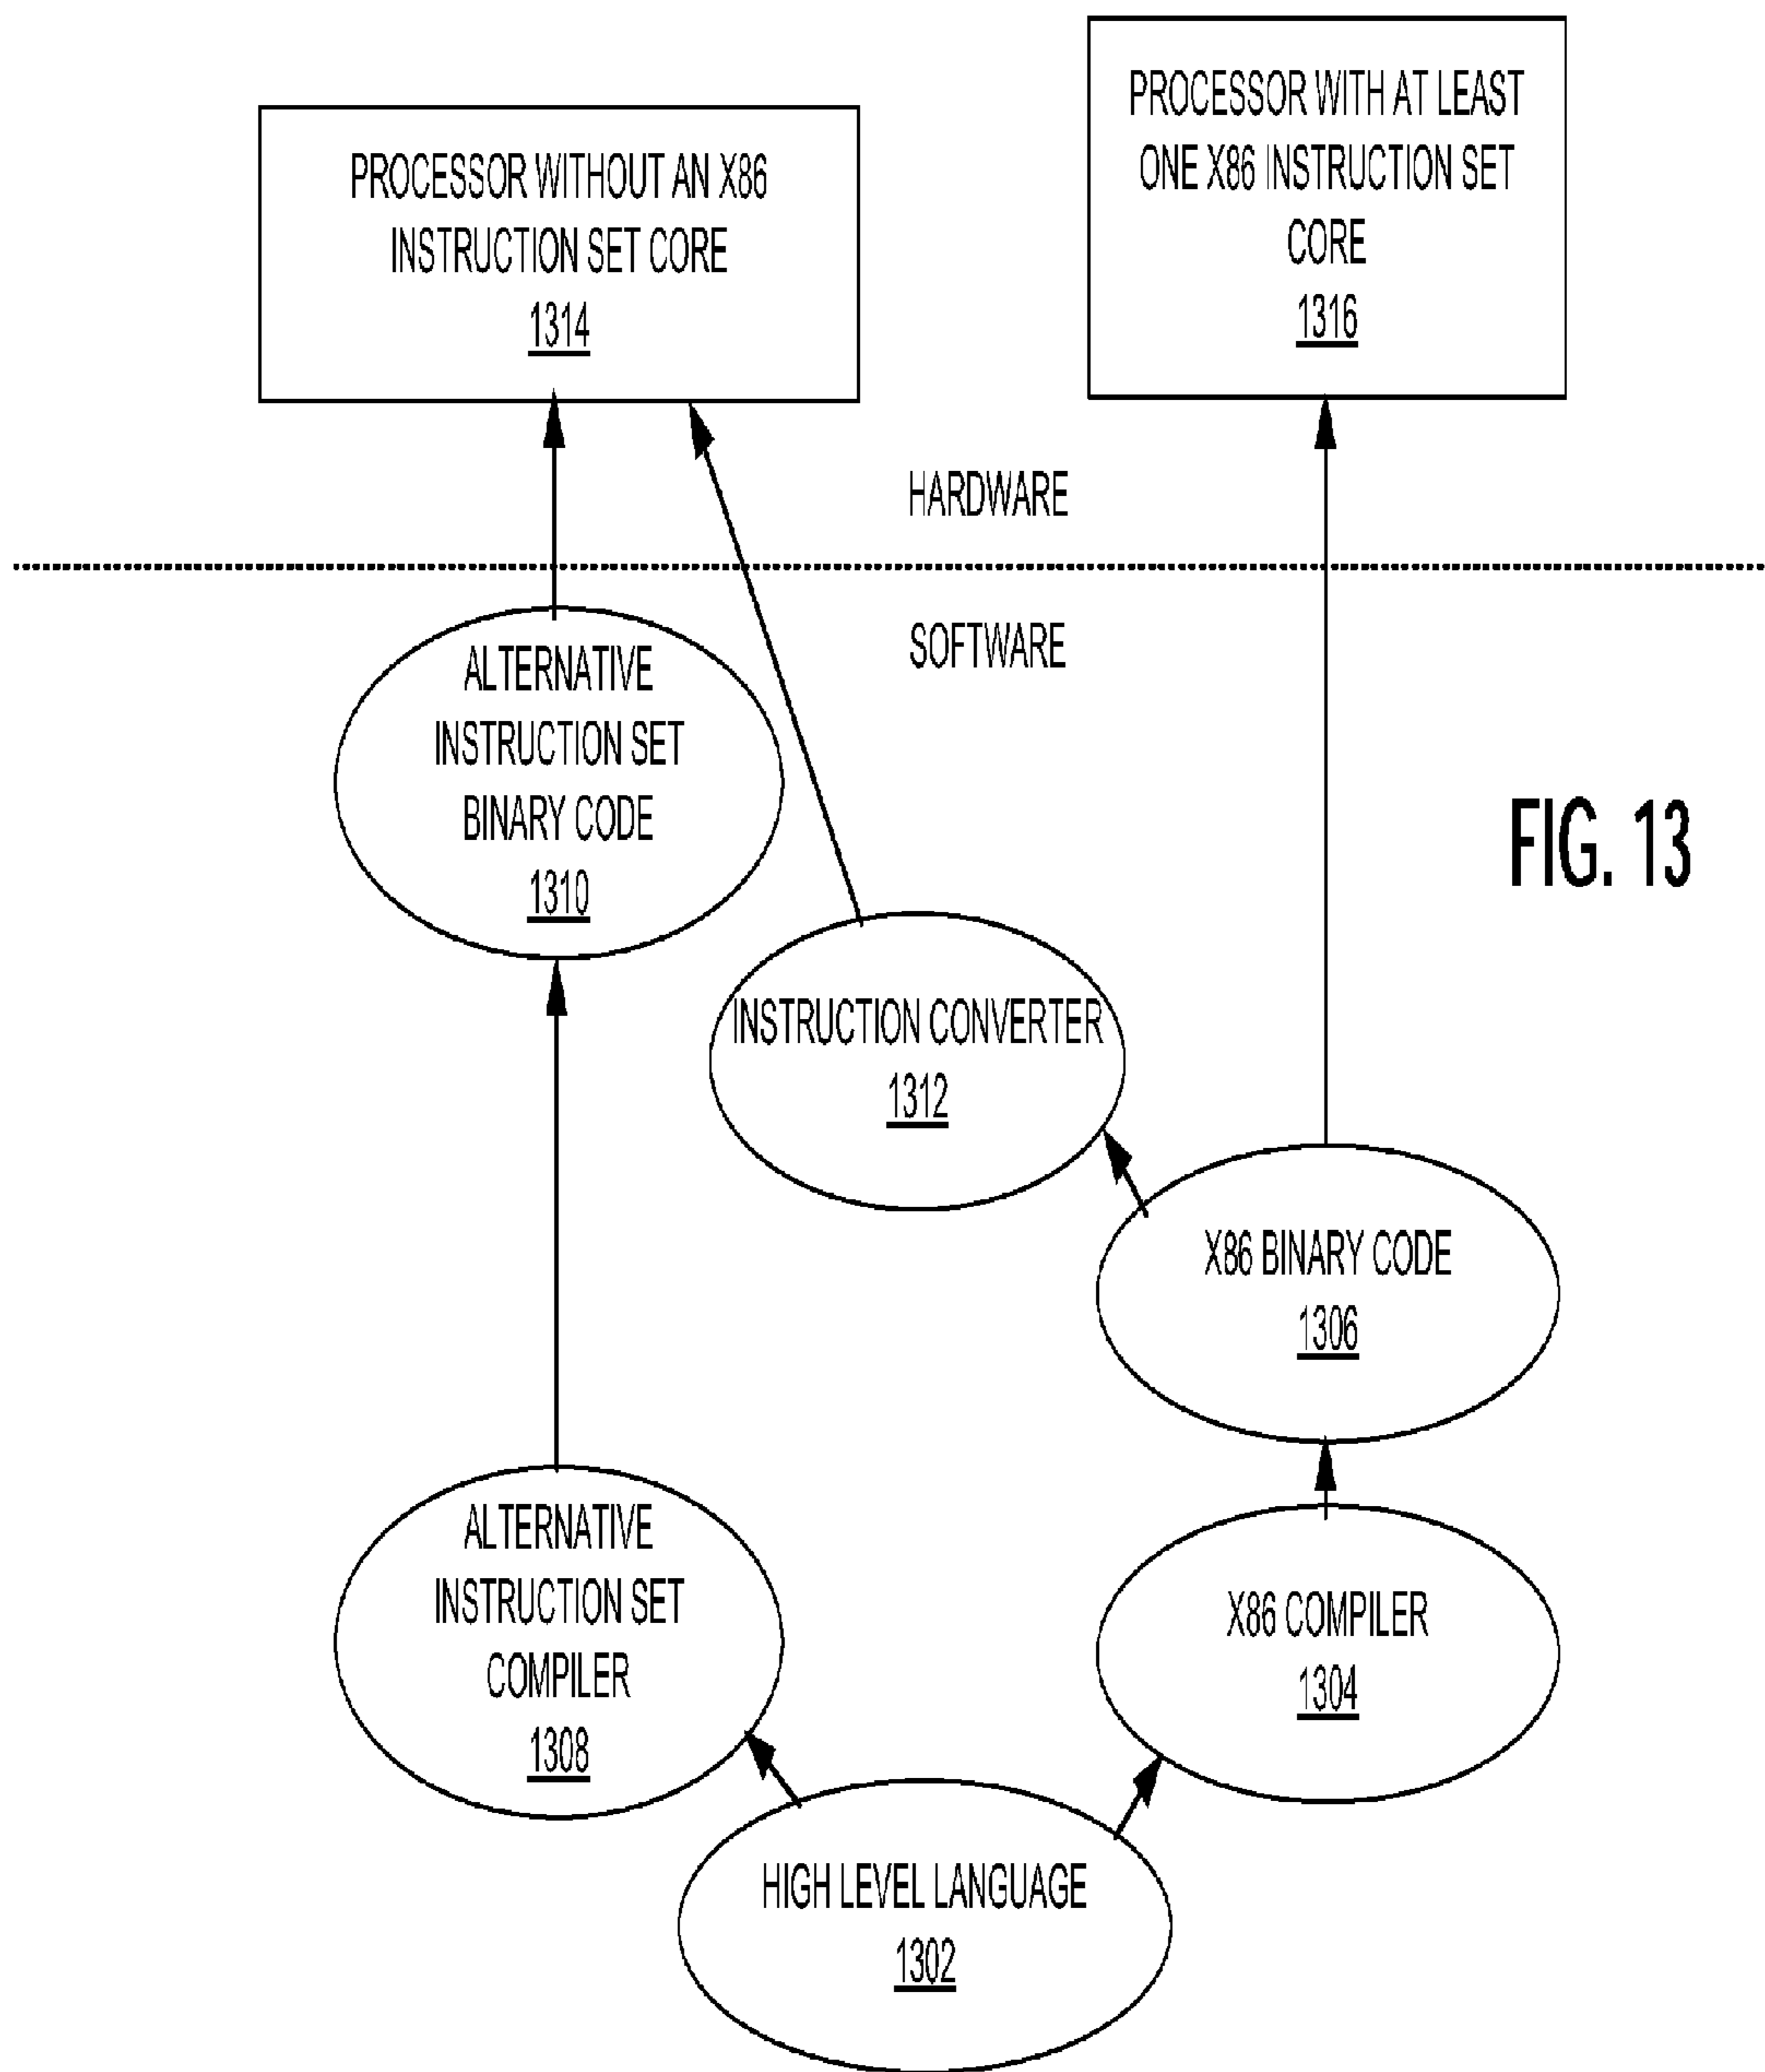 PROCESSOR WITHOUT AN X86
INSTRUCTION SET CORE
1314
PROCESSOR WITH AT LEAST
ONE X86 INSTRUCTION SET
CORE
1316
HARDWARE
SOFTWARE
ALTERNATIVE
INSTRUCTION SET
BINARY CODE
1310
FIG. 13
INSTRUCTION CONVERTER
1312
X86 BINARY CODE
1306
ALTERNATIVE
INSTRUCTION SET
COMPILER
1308
X86 COMPILER
1304
HIGH LEVEL LANGUAGE
1302